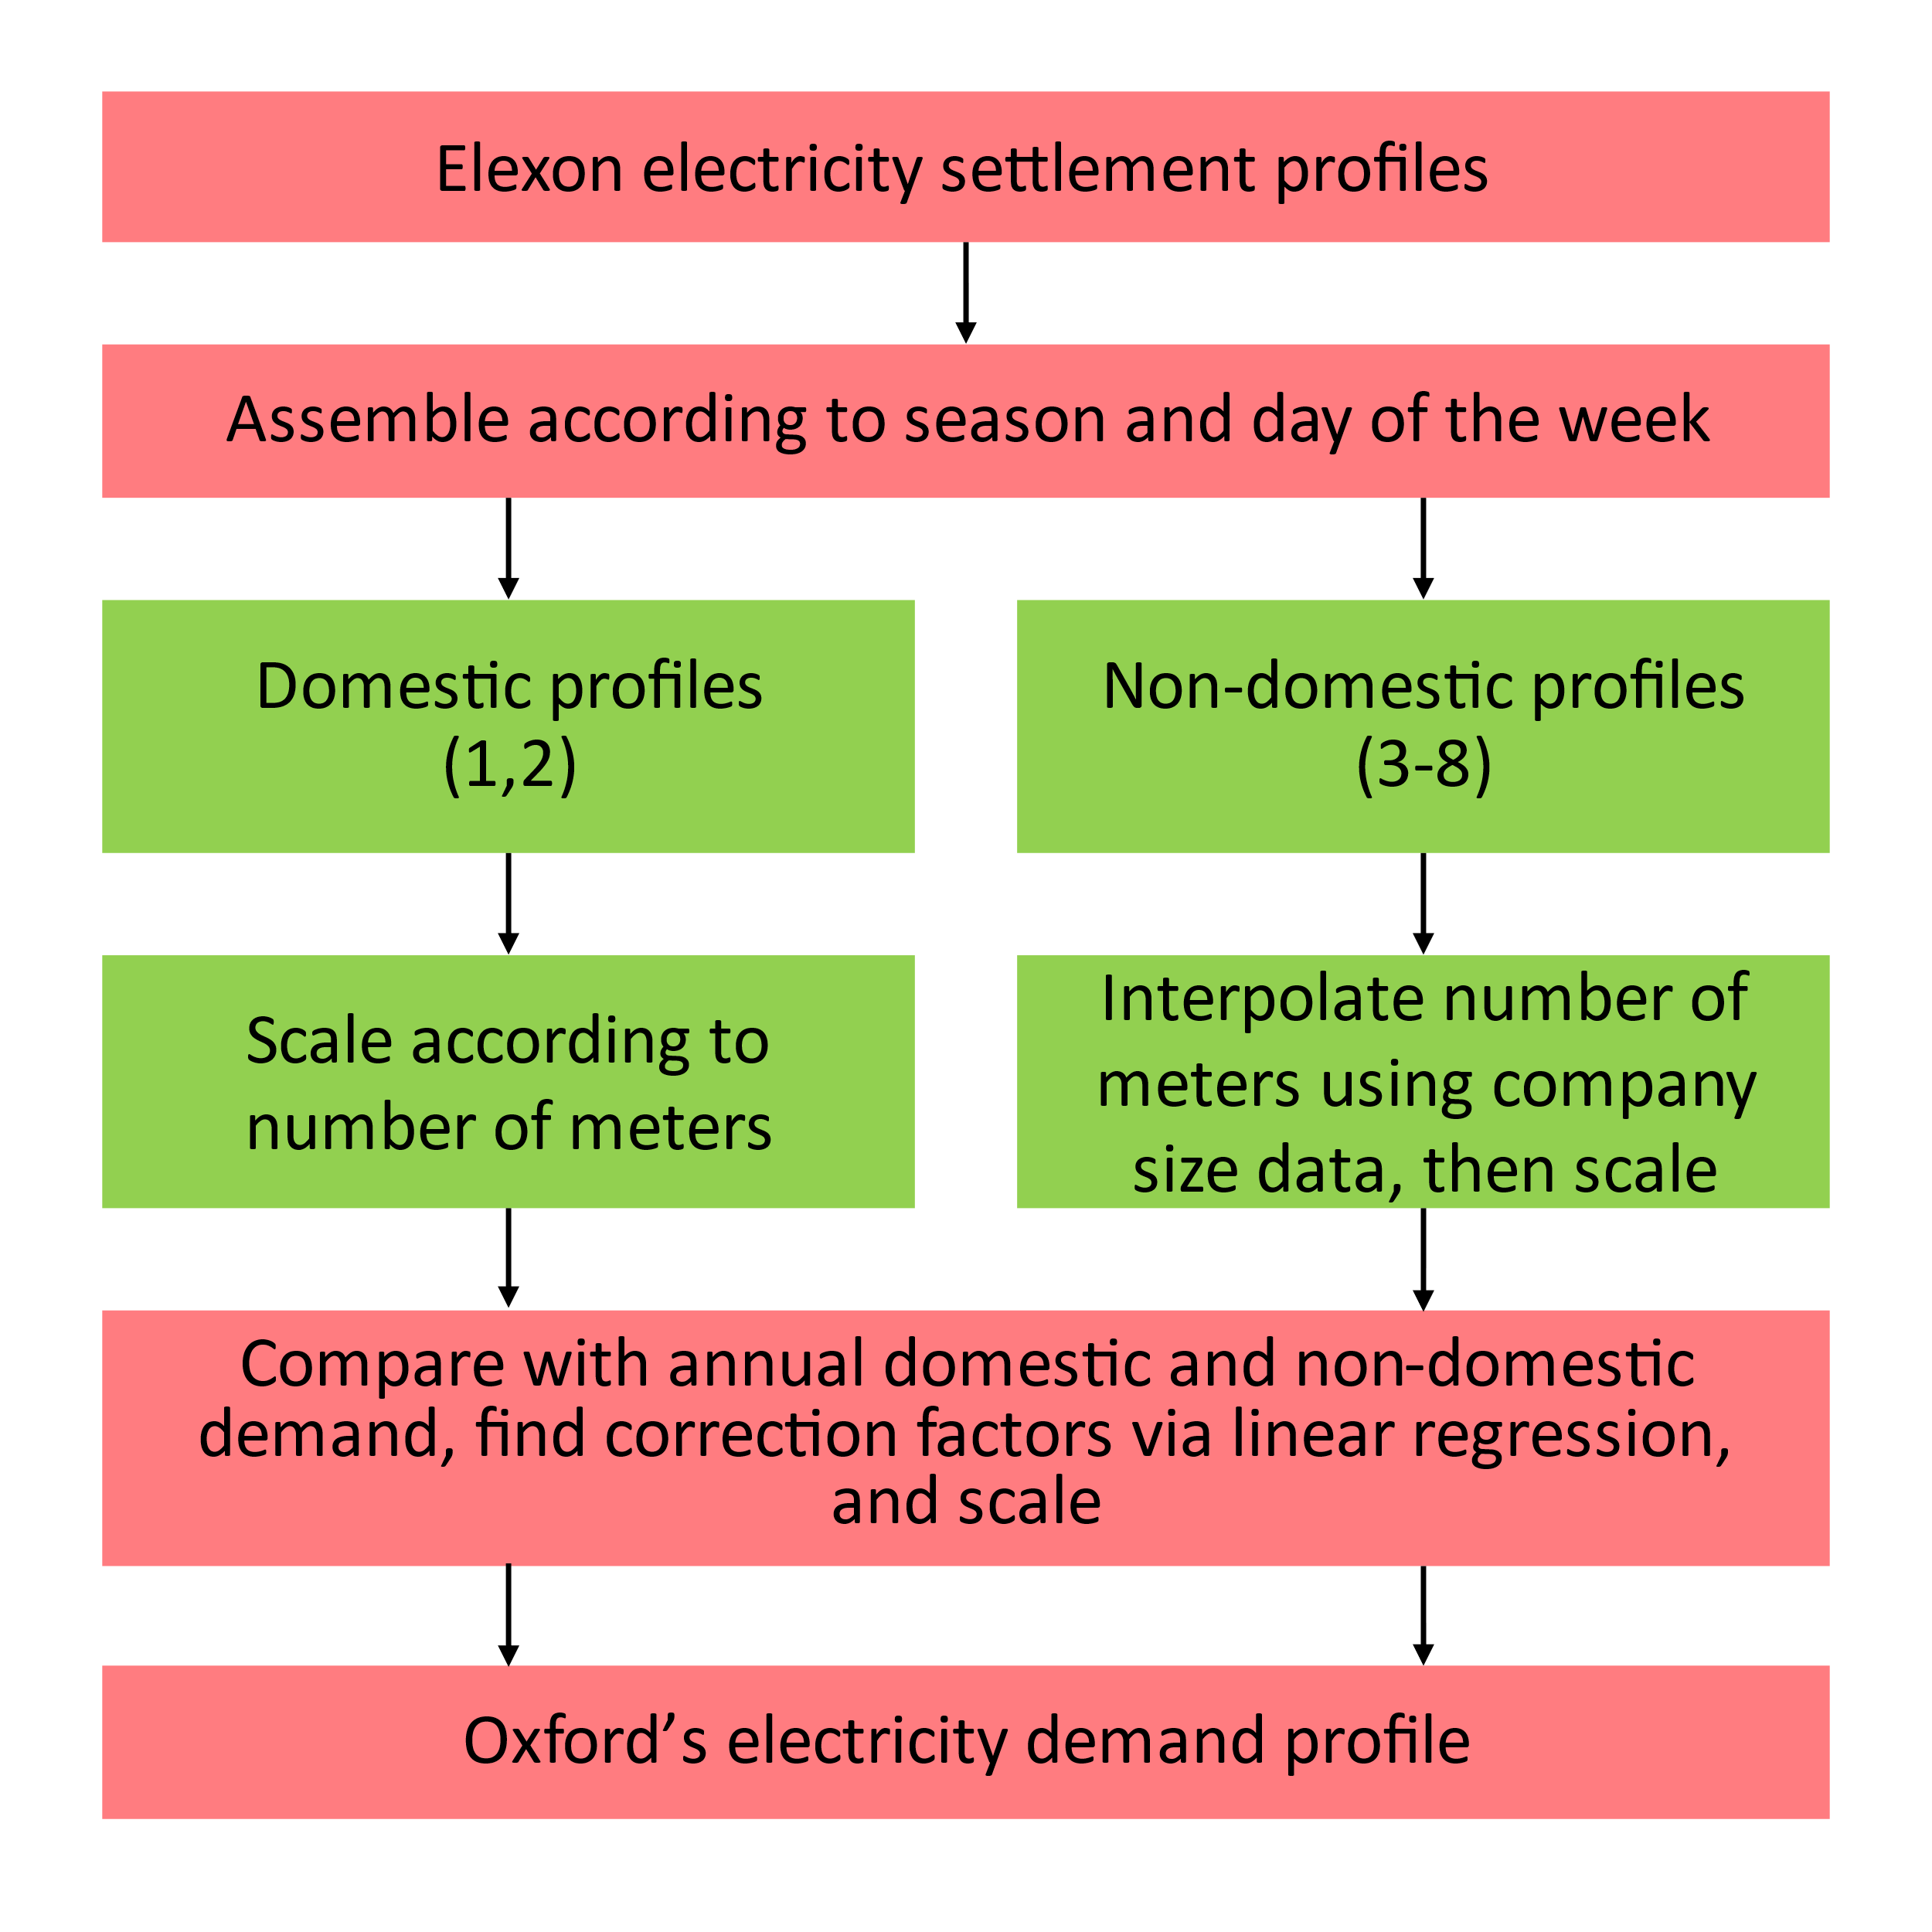 Elexon electricity settlement profiles
Assemble according to season and day of the week
Domestic profiles
(1,2)
Non-domestic profiles
(3-8)
Scale according to
number of meters
Interpolate number of
meters using company
size data, then scale
Compare with annual domestic and non-domestic
demand, find correction factors via linear regression,
and scale
Oxford’s electricity demand profile